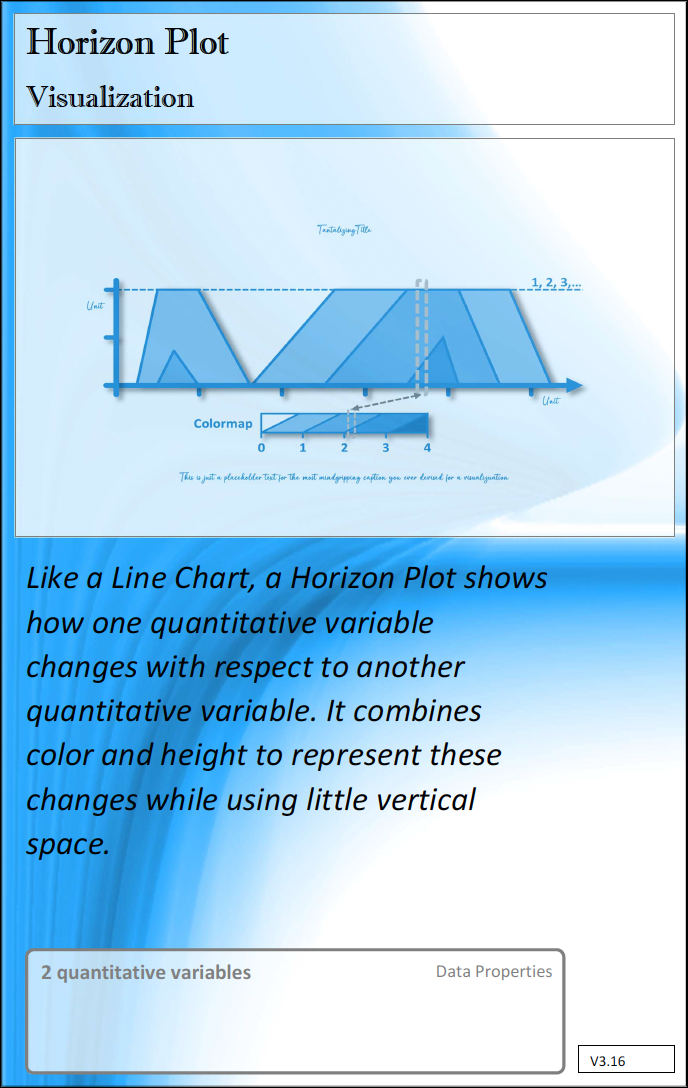 Horizon Plot
Visualization
Tantalizing Title
1, 2, 3,...
Unit
Unit
Colormap
0 1 2 3 4
This is just a placeholder text for the most mindgripping caption you ever devised for a visualization
Like a Line Chart, a Horizon Plot shows
how one quantitative variable
changes with respect to another
quantitative variable. It combines
color and height to represent these
changes while using little vertical
space.
2 quantitative variables Data Properties
V3.16